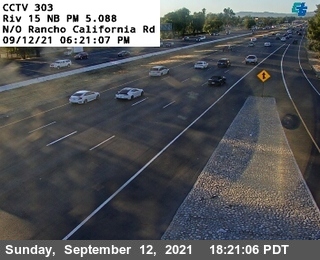 CCTV 303
Riv 15 NB PM 5.088
N/O Rancho California Rd
09/12/21 06:21:07 PM
Sunday, September 12, 2021 18:21:06 PDT